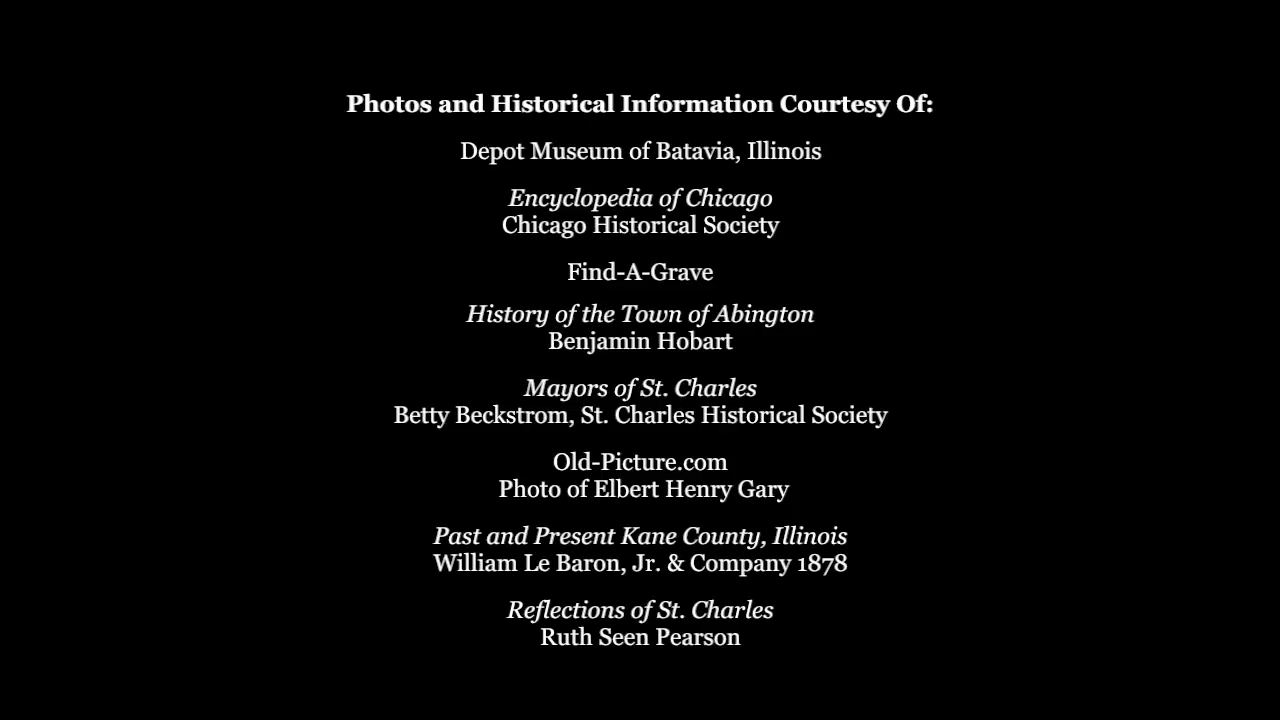 Photos and Historical Information Courtesy Of:
Depot Museum of Batavia, Illinois
Encyclopedia of Chicago
Chicago Historical Society
Find-A-Grave
History of the Town of Abington
Benjamin Hobart
Mayors of St. Charles
Betty Beckstrom, St. Charles Historical Society
Old-Picture.com
Photo of Elbert Henry Gary
Past and Present Kane County, Illinois
William Le Baron, Jr. & Company 1878
Reflections of St. Charles
Ruth Seen Pearson